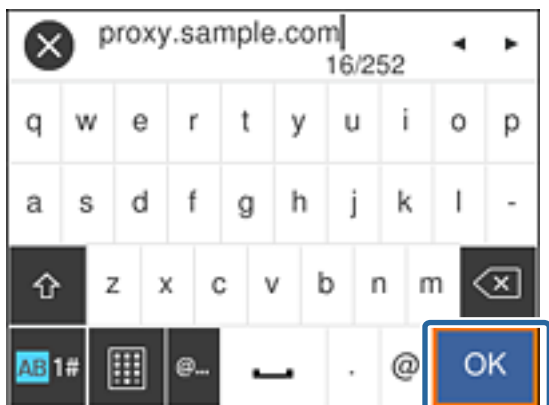 proxy.sample.com
16/252
q w e r t y u i o p
a s d f g h j k l -
z x c v b n m
AB 1# @... . @ OK